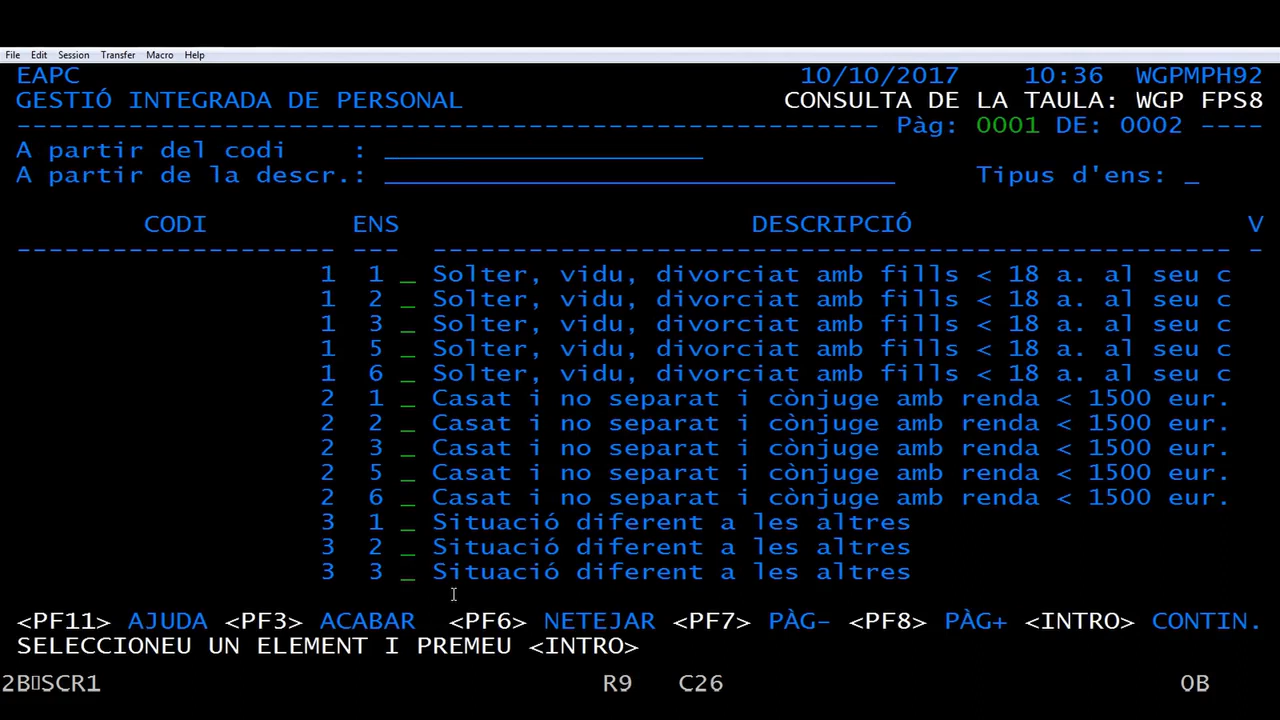 File Edit Session Transfer Macro Help
EAPC 10/10/2017 10:36 WGPMPH92
GESTIÓ INTEGRADA DE PERSONAL CONSULTA DE LA TAULA: WGP FPS8
------------------------------------------------------ Pàg: 0001 DE: 0002 ----
A partir del codi : ____________________
A partir de la descr.: ________________________________ Tipus d'ens: _
CODI ENS DESCRIPCIÓ V
-------------------- --- -------------------------------------------------- -
1 1 _ Solter, vidu, divorciat amb fills < 18 a. al seu c
1 2 _ Solter, vidu, divorciat amb fills < 18 a. al seu c
1 3 _ Solter, vidu, divorciat amb fills < 18 a. al seu c
1 5 _ Solter, vidu, divorciat amb fills < 18 a. al seu c
1 6 _ Solter, vidu, divorciat amb fills < 18 a. al seu c
2 1 _ Casat i no separat i cònjuge amb renda < 1500 eur.
2 2 _ Casat i no separat i cònjuge amb renda < 1500 eur.
2 3 _ Casat i no separat i cònjuge amb renda < 1500 eur.
2 5 _ Casat i no separat i cònjuge amb renda < 1500 eur.
2 6 _ Casat i no separat i cònjuge amb renda < 1500 eur.
3 1 _ Situació diferent a les altres
3 2 _ Situació diferent a les altres
3 3 _ Situació diferent a les altres
<PF11> AJUDA <PF3> ACABAR <PF6> NETEJAR <PF7> PÀG- <PF8> PÀG+ <INTRO> CONTIN.
SELECCIONEU UN ELEMENT I PREMEU <INTRO>
2B▯SCR1 R9 C26 0B